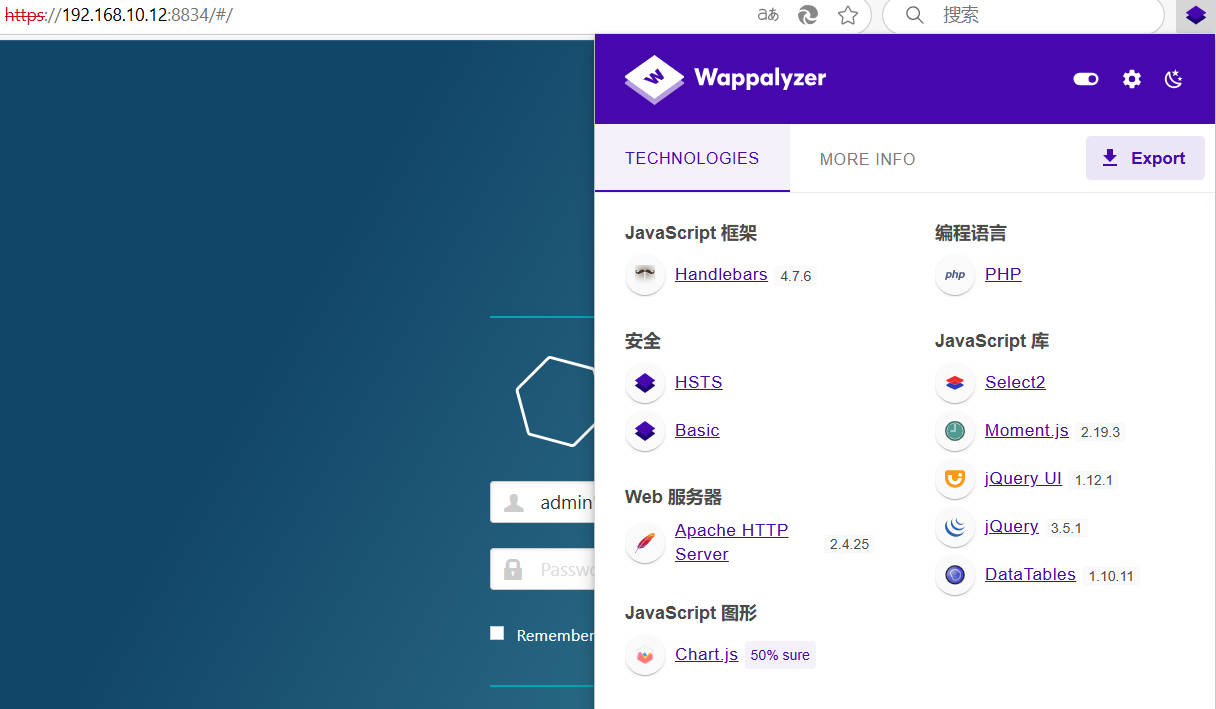 https://192.168.10.12:8834/#/
aあ
搜索
Wappalyzer
TECHNOLOGIES
MORE INFO
Export
JavaScript 框架
Handlebars 4.7.6
安全
HSTS
Basic
Web 服务器
Apache HTTP
Server
2.4.25
JavaScript 图形
Chart.js 50% sure
编程语言
php PHP
JavaScript 库
Select2
Moment.js 2.19.3
jQuery UI 1.12.1
jQuery 3.5.1
DataTables 1.10.11
admin
Passwo
Remember